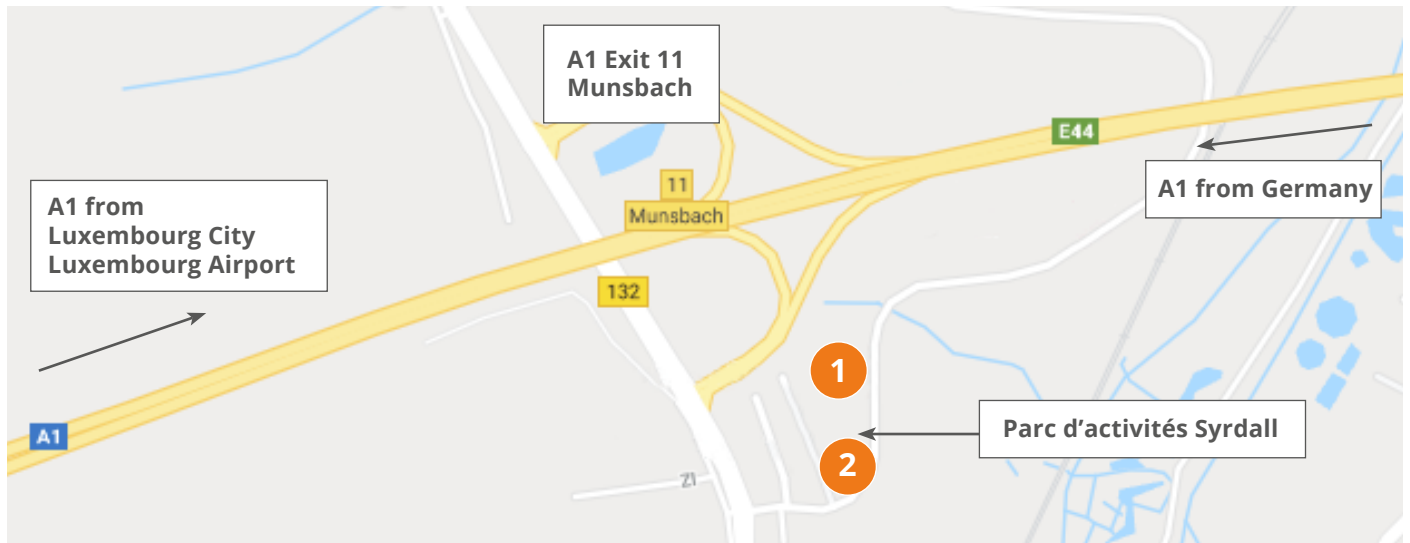 A1 Exit 11
Munsbach
E44
A1 from Germany
11
Munsbach
A1 from
Luxembourg City
Luxembourg Airport
132
1
A1
Parc d’activités Syrdall
2
ZI